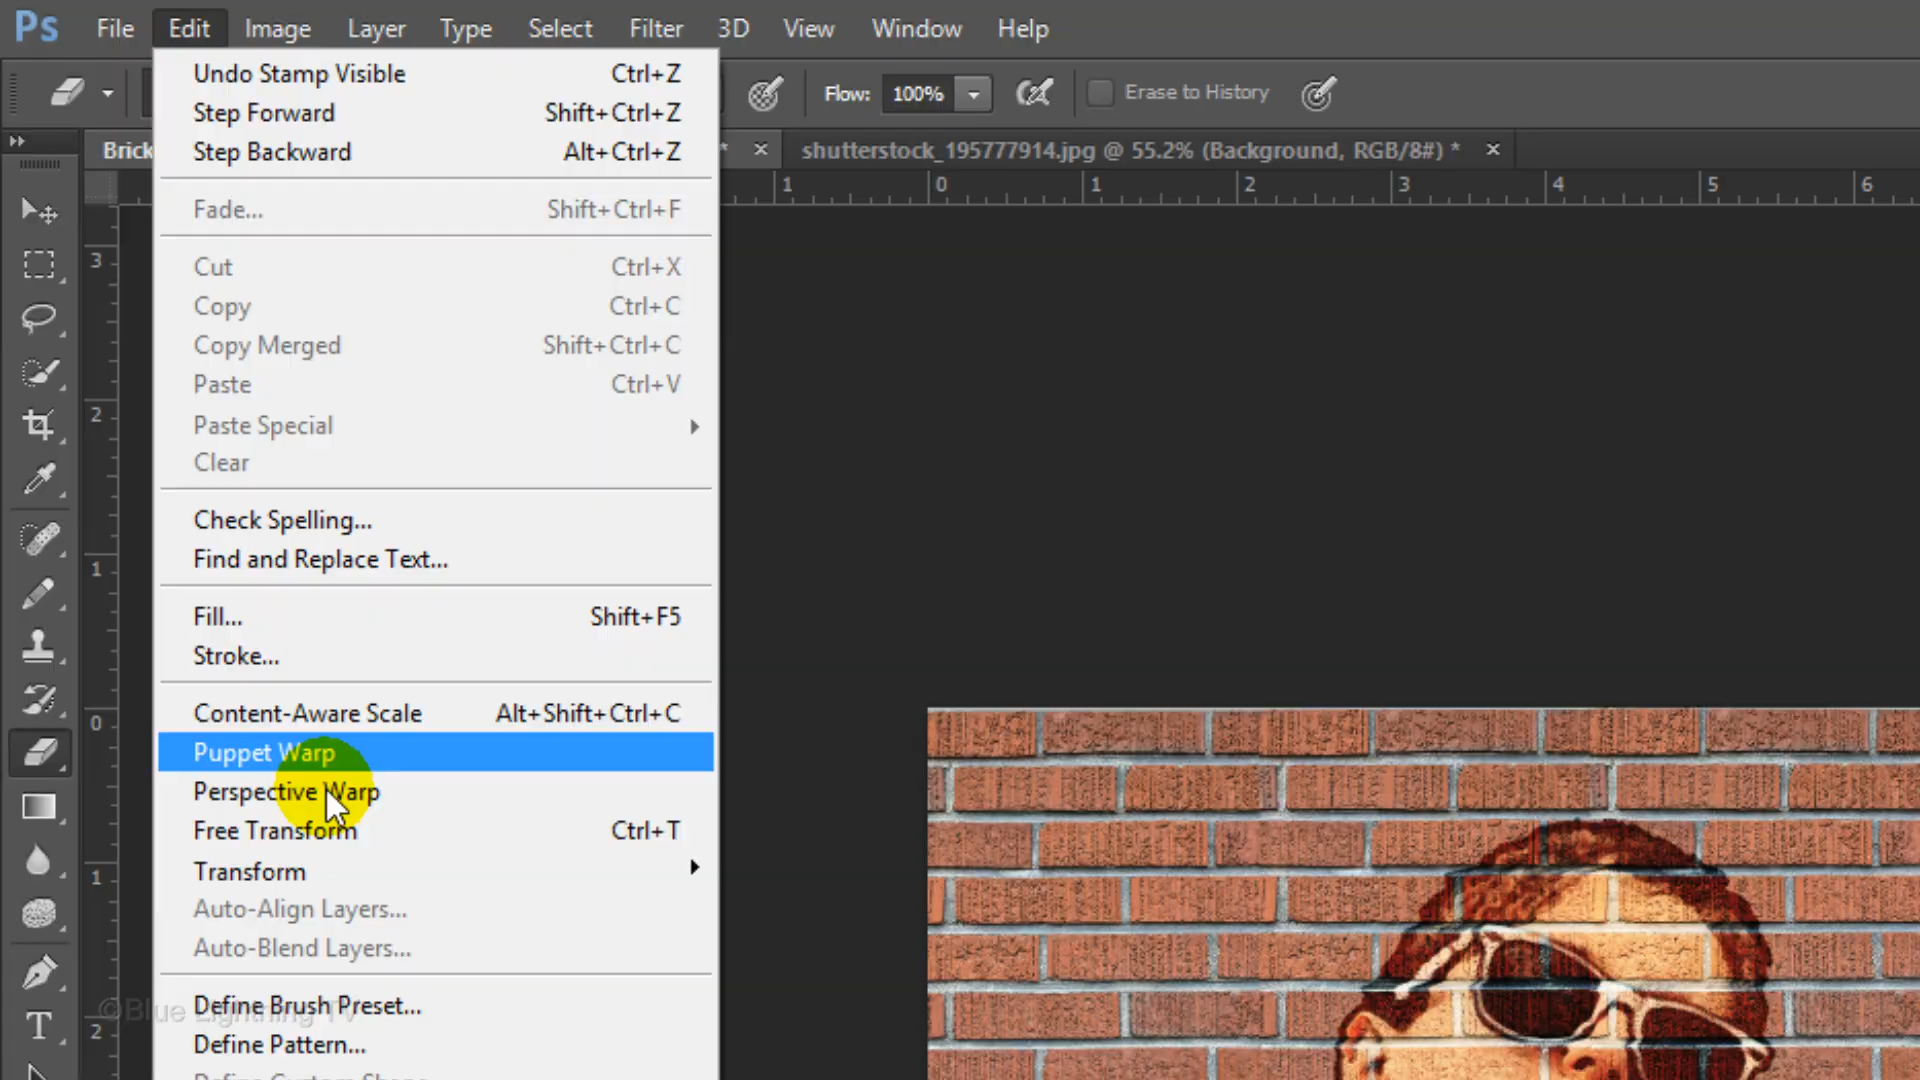 Ps File Edit Image Layer Type Select Filter 3D View Window Help
Flow: 100% Erase to History
Brick * × shutterstock_195777914.jpg @ 55.2% (Background, RGB/8#) * ×
1 0 1 2 3 4 5 6
Undo Stamp Visible Ctrl+Z
Step Forward Shift+Ctrl+Z
Step Backward Alt+Ctrl+Z
Fade... Shift+Ctrl+F
3
Cut Ctrl+X
Copy Ctrl+C
Copy Merged Shift+Ctrl+C
Paste Ctrl+V
2
Paste Special
Clear
Check Spelling...
Find and Replace Text...
1
Fill... Shift+F5
Stroke...
Content-Aware Scale Alt+Shift+Ctrl+C
0
Puppet Warp
Perspective Warp
Free Transform Ctrl+T
Transform
1
Auto-Align Layers...
Auto-Blend Layers...
Define Brush Preset...
©Blue Lightning TV
T
2
Define Pattern...
Define Custom Shape...